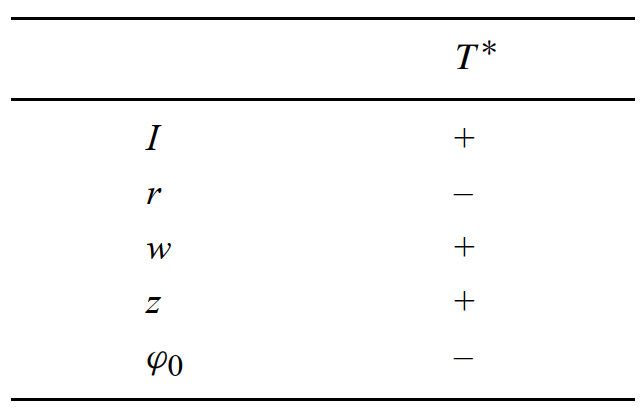 T*
I +
r –
w +
z +
φ0 –